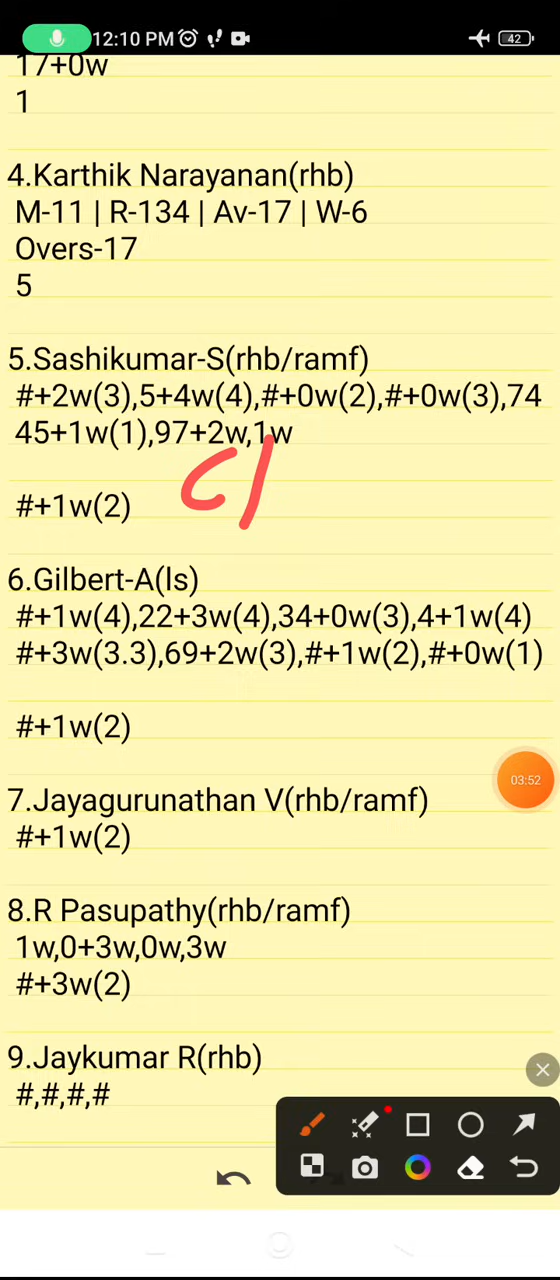 12:10 PM
42
17+0w
1
4.Karthik Narayanan(rhb)
M-11 | R-134 | Av-17 | W-6
Overs-17
5
5.Sashikumar-S(rhb/ramf)
#+2w(3),5+4w(4),#+0w(2),#+0w(3),74
45+1w(1),97+2w,1w
c/
#+1w(2)
6.Gilbert-A(ls)
#+1w(4),22+3w(4),34+0w(3),4+1w(4)
#+3w(3.3),69+2w(3),#+1w(2),#+0w(1)
#+1w(2)
03:52
7.Jayagurunathan V(rhb/ramf)
#+1w(2)
8.R Pasupathy(rhb/ramf)
1w,0+3w,0w,3w
#+3w(2)
9.Jaykumar R(rhb)
#,#,#,#